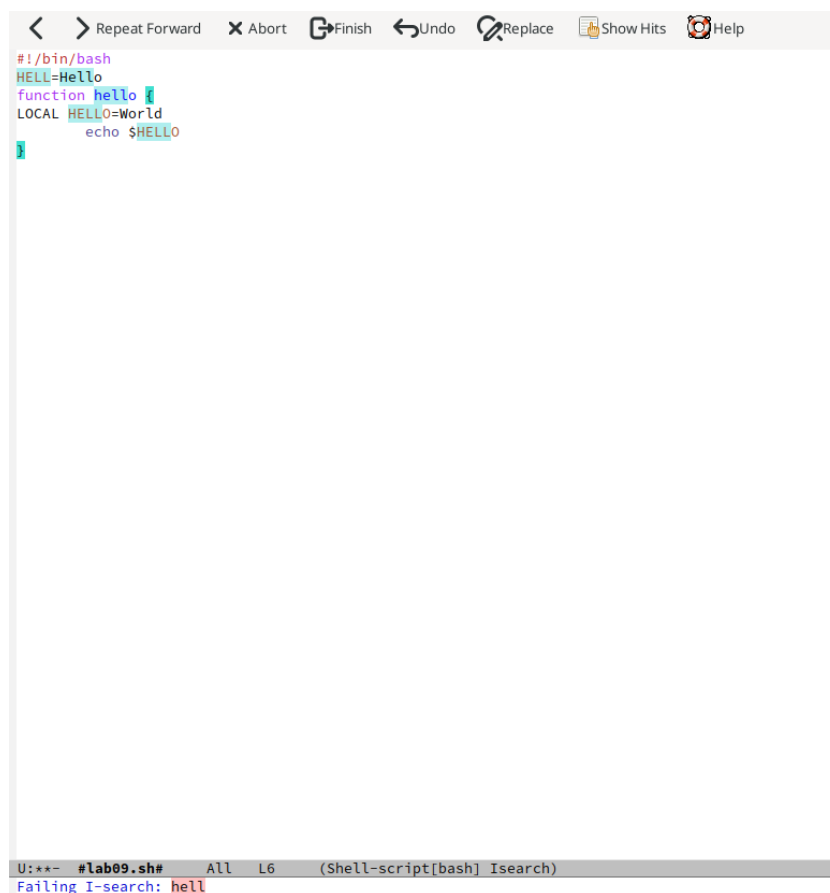 Repeat Forward Abort Finish Undo Replace Show Hits Help
#!/bin/bash
HELL=Hello
function hello {
LOCAL HELLO=World
        echo $HELLO
}
U:**-  #lab09.sh#     All   L6     (Shell-script[bash] Isearch)
Failing I-search: hell